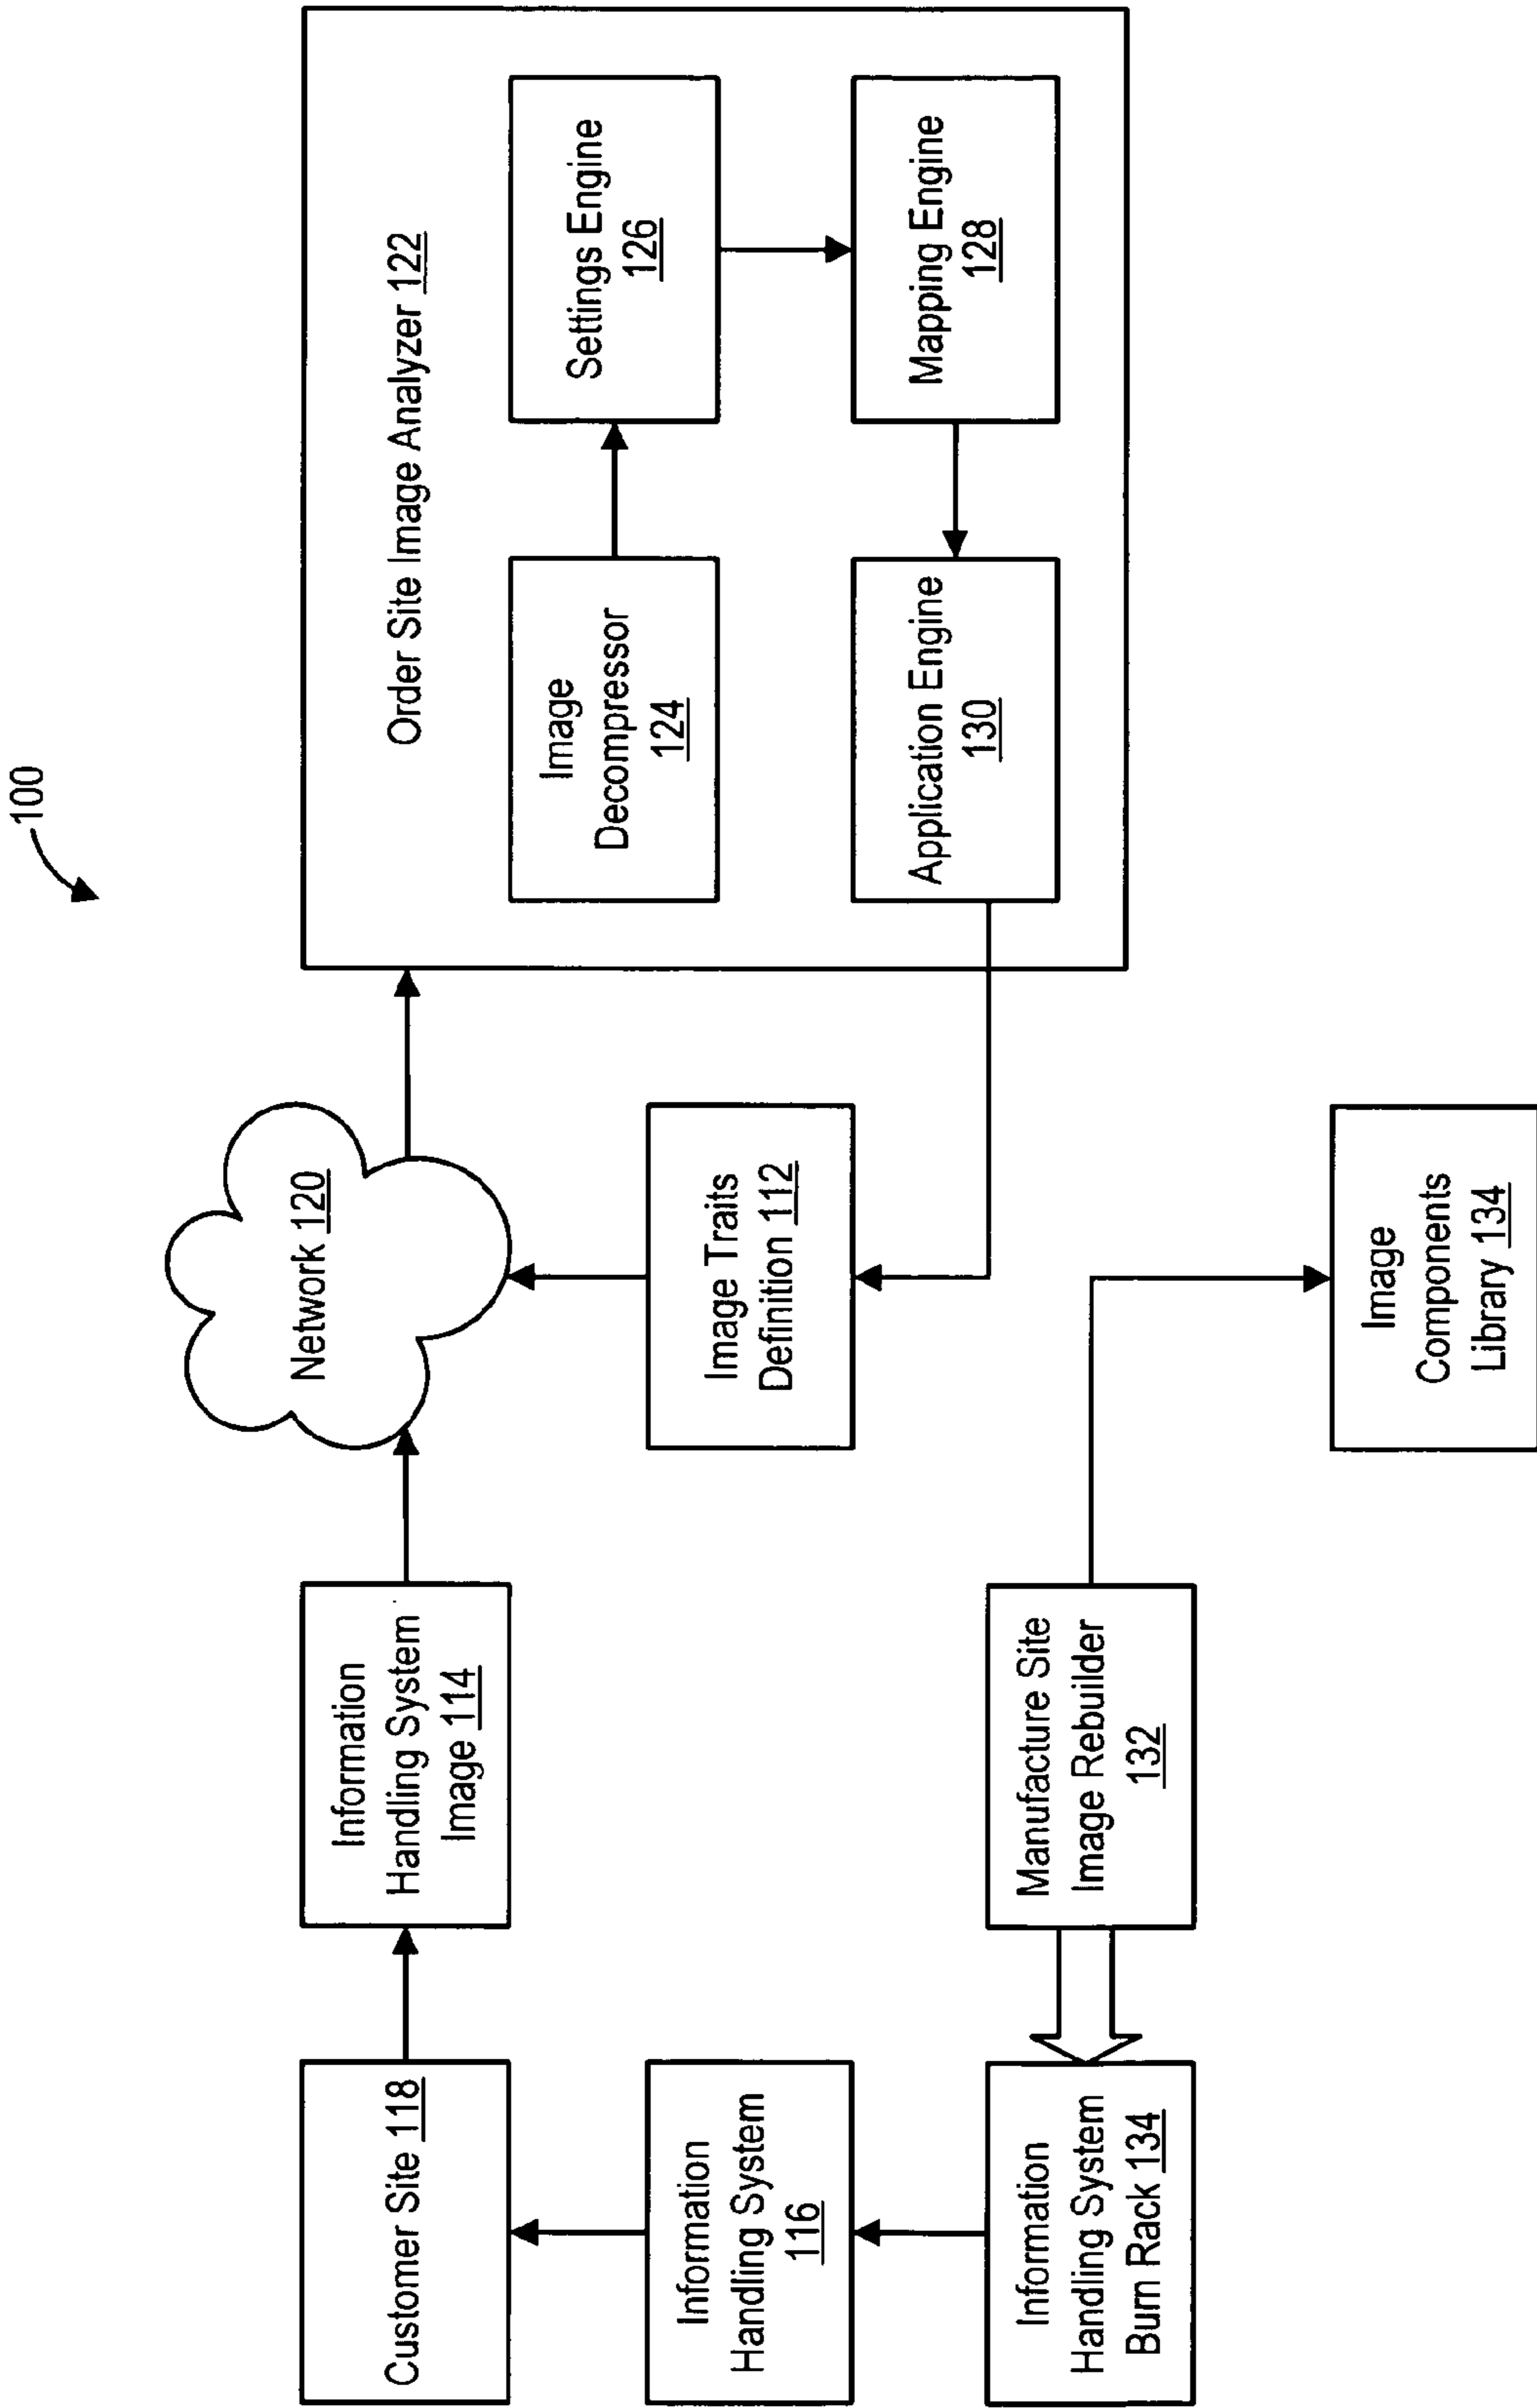 100
Customer Site 118
Information
Handling System
Image 114
Network 120
Order Site Image Analyzer 122
Image
Decompressor
124
Settings Engine
126
Information
Handling System
116
Image Traits
Definition 112
Application Engine
130
Mapping Engine
128
Information
Handling System
Burn Rack 134
Manufacture Site
Image Rebuilder
132
Image
Components
Library 134